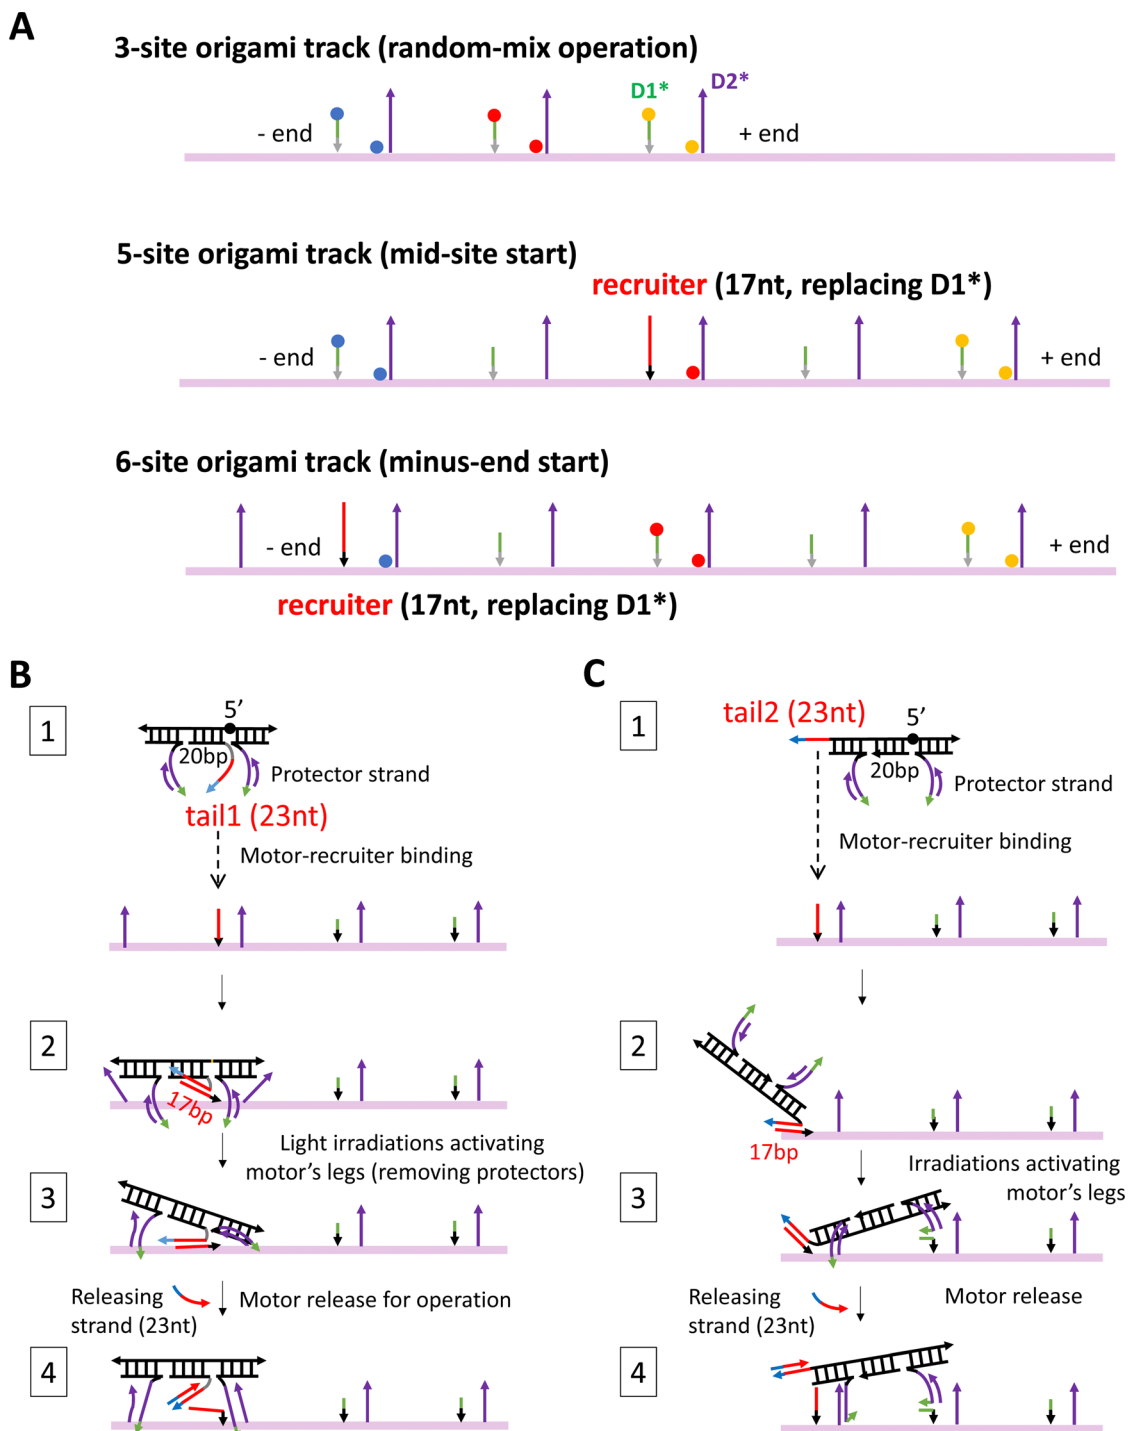 A
3-site origami track (random-mix operation)
D1*
D2*
- end
+ end
5-site origami track (mid-site start)
recruiter (17nt, replacing D1*)
- end
+ end
6-site origami track (minus-end start)
- end
+ end
recruiter (17nt, replacing D1*)
B
1
5’
20bp
Protector strand
tail1 (23nt)
Motor-recruiter binding
2
17bp
Light irradiations activating
motor’s legs (removing protectors)
3
Releasing
strand (23nt)
Motor release for operation
4
C
1
tail2 (23nt)
5’
20bp
Protector strand
Motor-recruiter binding
2
17bp
Irradiations activating
motor’s legs
3
Releasing
strand (23nt)
Motor release
4